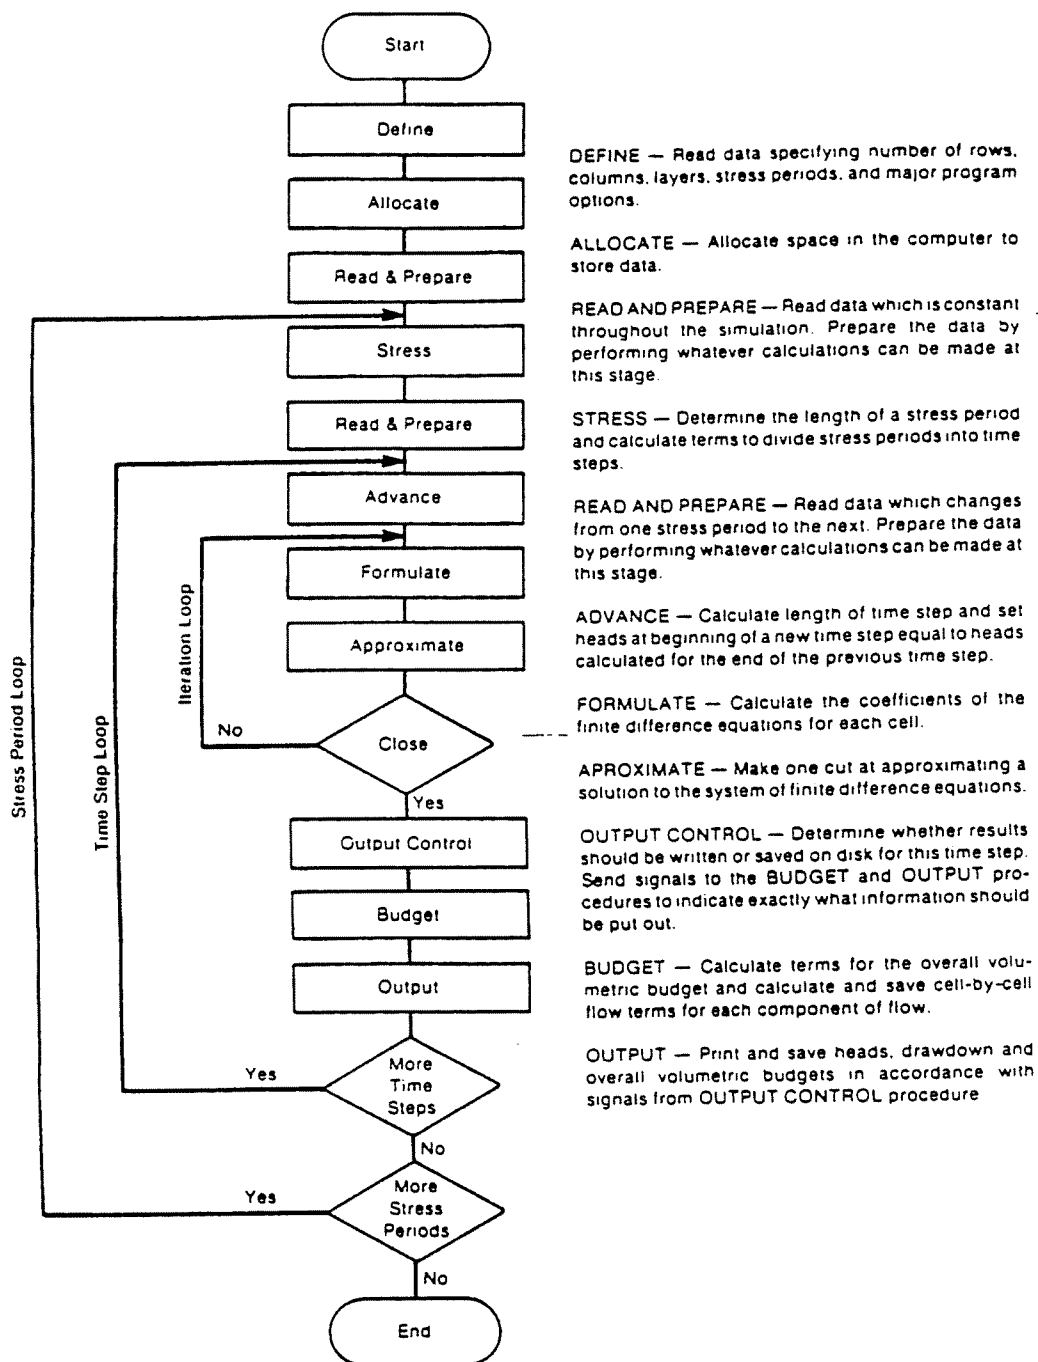 Start
Define
Allocate
Read & Prepare
Stress
Read & Prepare
Advance
Formulate
Approximate
Close
No
Yes
Output Control
Budget
Output
More
Time
Steps
Yes
No
More
Stress
Periods
Yes
No
End
Iteration Loop
Time Step Loop
Stress Period Loop
DEFINE — Read data specifying number of rows,
columns, layers, stress periods, and major program
options.
ALLOCATE — Allocate space in the computer to
store data.
READ AND PREPARE — Read data which is constant
throughout the simulation. Prepare the data by
performing whatever calculations can be made at
this stage.
STRESS — Determine the length of a stress period
and calculate terms to divide stress periods into time
steps.
READ AND PREPARE — Read data which changes
from one stress period to the next. Prepare the data
by performing whatever calculations can be made at
this stage.
ADVANCE — Calculate length of time step and set
heads at beginning of a new time step equal to heads
calculated for the end of the previous time step.
FORMULATE — Calculate the coefficients of the
finite difference equations for each cell.
APROXIMATE — Make one cut at approximating a
solution to the system of finite difference equations.
OUTPUT CONTROL — Determine whether results
should be written or saved on disk for this time step.
Send signals to the BUDGET and OUTPUT pro-
cedures to indicate exactly what information should
be put out.
BUDGET — Calculate terms for the overall volu-
metric budget and calculate and save cell-by-cell
flow terms for each component of flow.
OUTPUT — Print and save heads, drawdown and
overall volumetric budgets in accordance with
signals from OUTPUT CONTROL procedure